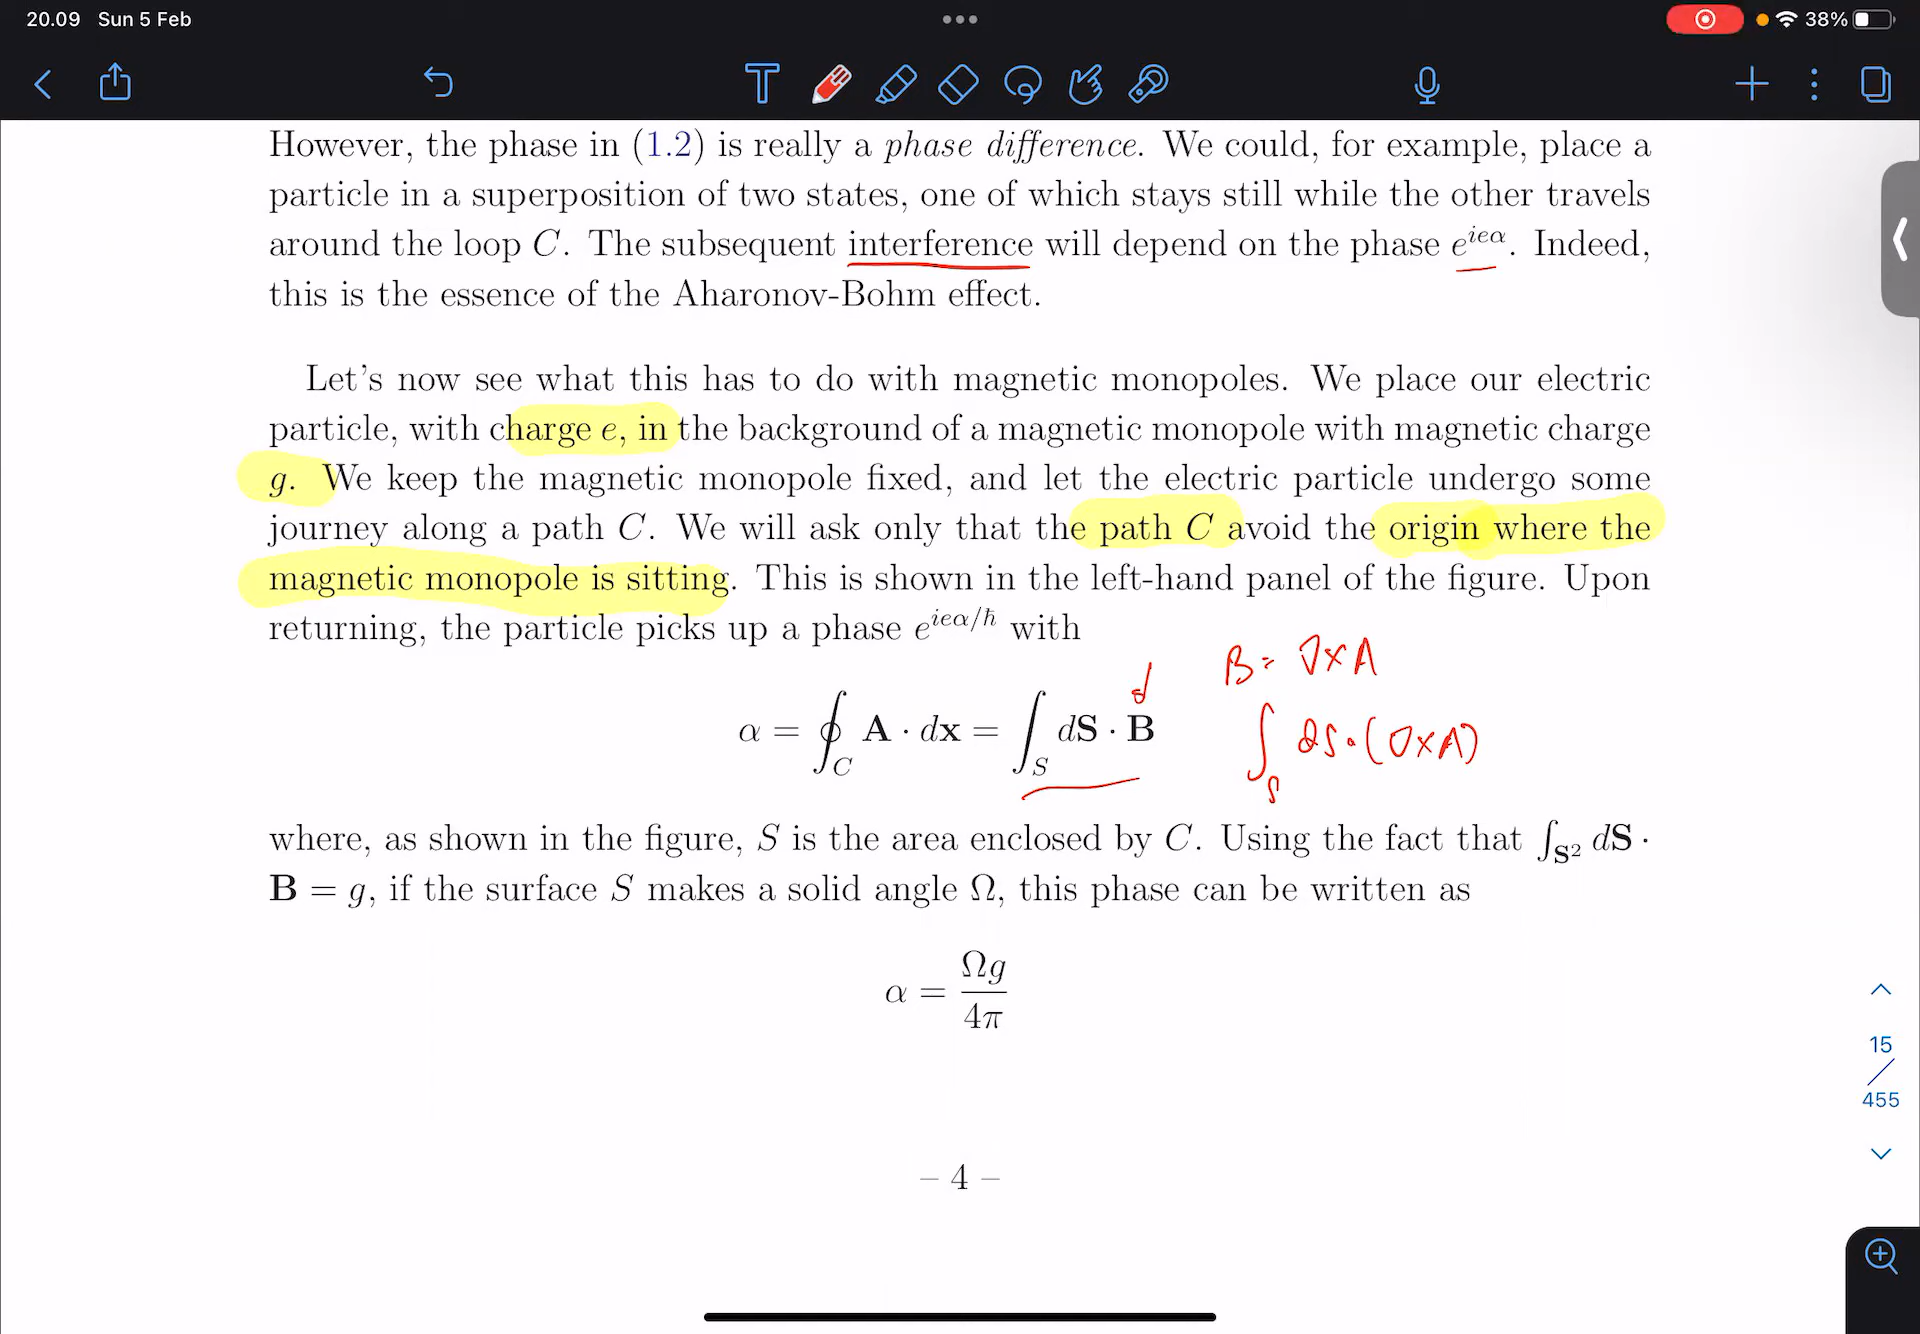 20.09 Sun 5 Feb
38%
However, the phase in (1.2) is really a phase difference. We could, for example, place a
particle in a superposition of two states, one of which stays still while the other travels
around the loop C. The subsequent interference will depend on the phase e^{ieα}. Indeed,
this is the essence of the Aharonov-Bohm effect.
Let's now see what this has to do with magnetic monopoles. We place our electric
particle, with charge e, in the background of a magnetic monopole with magnetic charge
g. We keep the magnetic monopole fixed, and let the electric particle undergo some
journey along a path C. We will ask only that the path C avoid the origin where the
magnetic monopole is sitting. This is shown in the left-hand panel of the figure. Upon
returning, the particle picks up a phase e^{ieα/ħ} with
B = ∇×A
α = ∮_C A · dx = ∫_S dS · B
∫_S dS·(∇×A)
where, as shown in the figure, S is the area enclosed by C. Using the fact that ∫_{S²} dS ·
B = g, if the surface S makes a solid angle Ω, this phase can be written as
α = Ωg / 4π
15 / 455
– 4 –